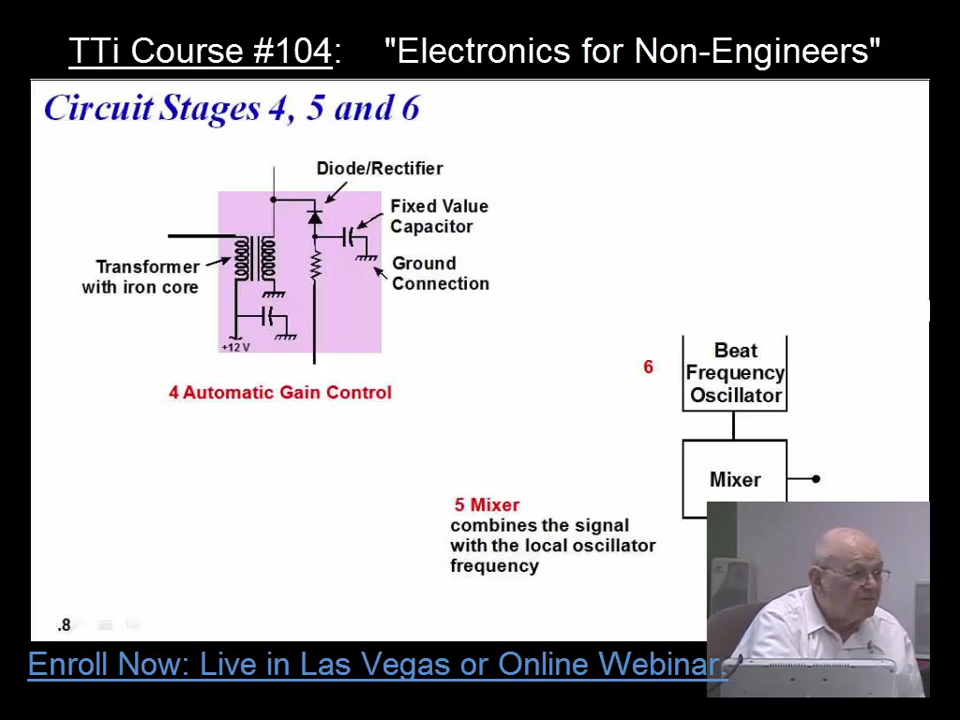 TTi Course #104: "Electronics for Non-Engineers"
Circuit Stages 4, 5 and 6
Diode/Rectifier
Fixed Value
Capacitor
Transformer
with iron core
Ground
Connection
+12 V
4 Automatic Gain Control
6
Beat
Frequency
Oscillator
Mixer
5 Mixer
combines the signal
with the local oscillator
frequency
.8
Enroll Now: Live in Las Vegas or Online Webinar.